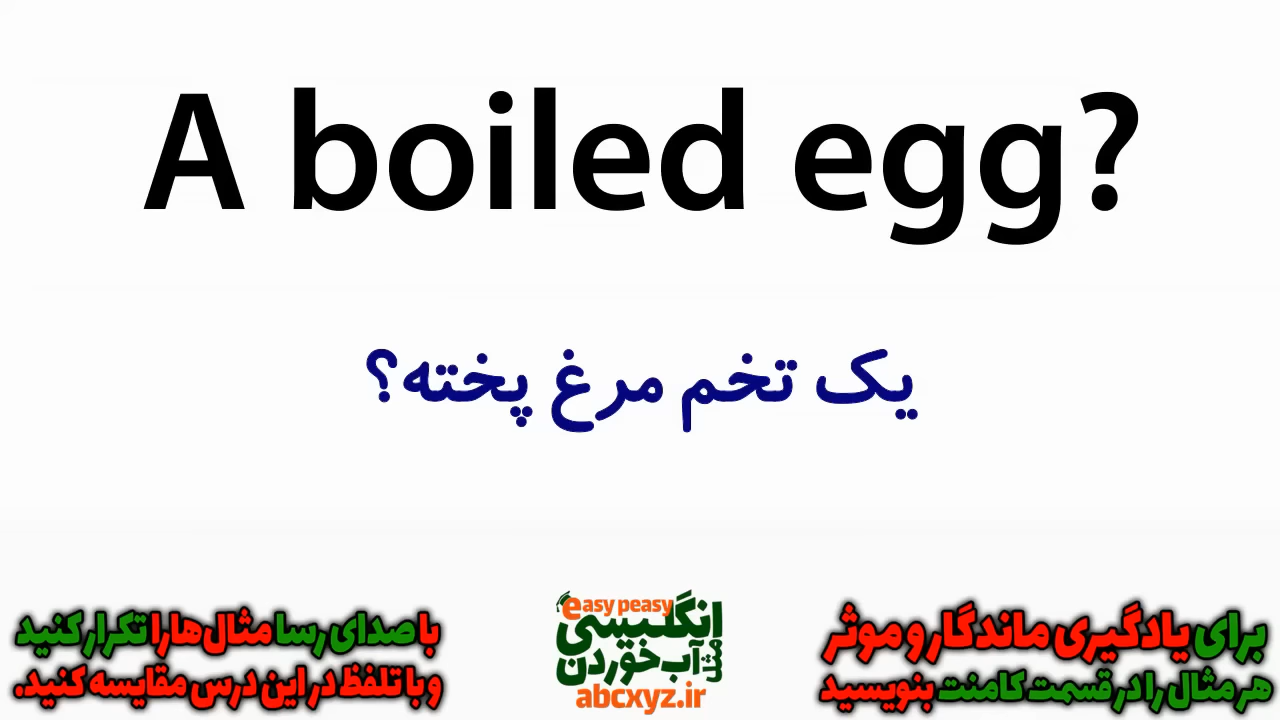 A boiled egg?
یک تخم مرغ پخته؟
برای یادگیری ماندگار و موثر
هر مثال را در قسمت کامنت بنویسید
easy peasy
انگلیسی
مثل آب خوردن
abcxyz.ir
با صدای رسا مثال‌ها را تکرار کنید
و با تلفظ در این درس مقایسه کنید.